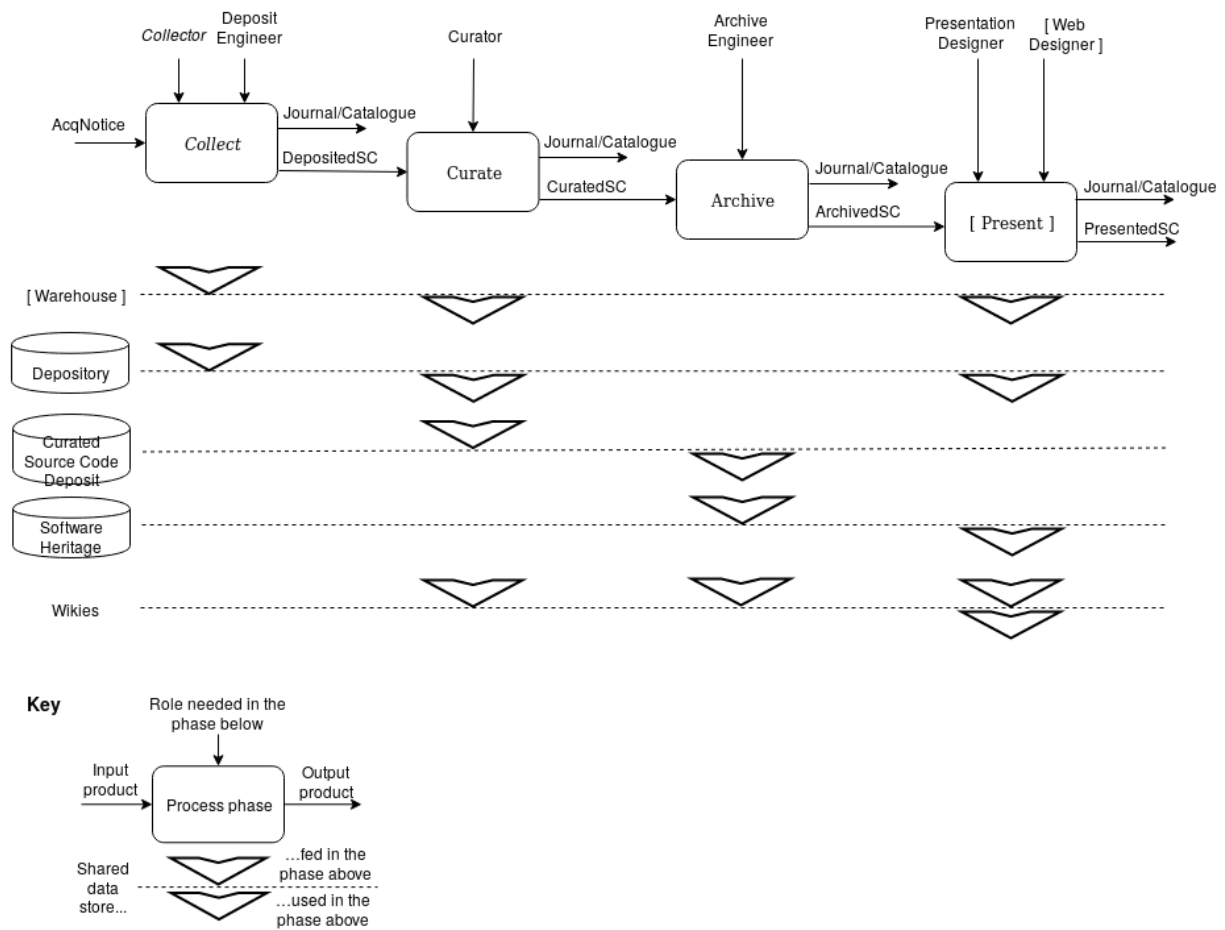 Collector
Deposit
Engineer
Curator
Archive
Engineer
Presentation
Designer
[ Web
Designer ]
AcqNotice
Collect
Journal/Catalogue
DepositedSC
Curate
Journal/Catalogue
CuratedSC
Archive
Journal/Catalogue
ArchivedSC
[ Present ]
Journal/Catalogue
PresentedSC
[ Warehouse ]
Depository
Curated
Source Code
Deposit
Software
Heritage
Wikies
Key
Role needed in the
phase below
Input
product
Process phase
Output
product
Shared
data
store...
...fed in the
phase above
...used in the
phase above